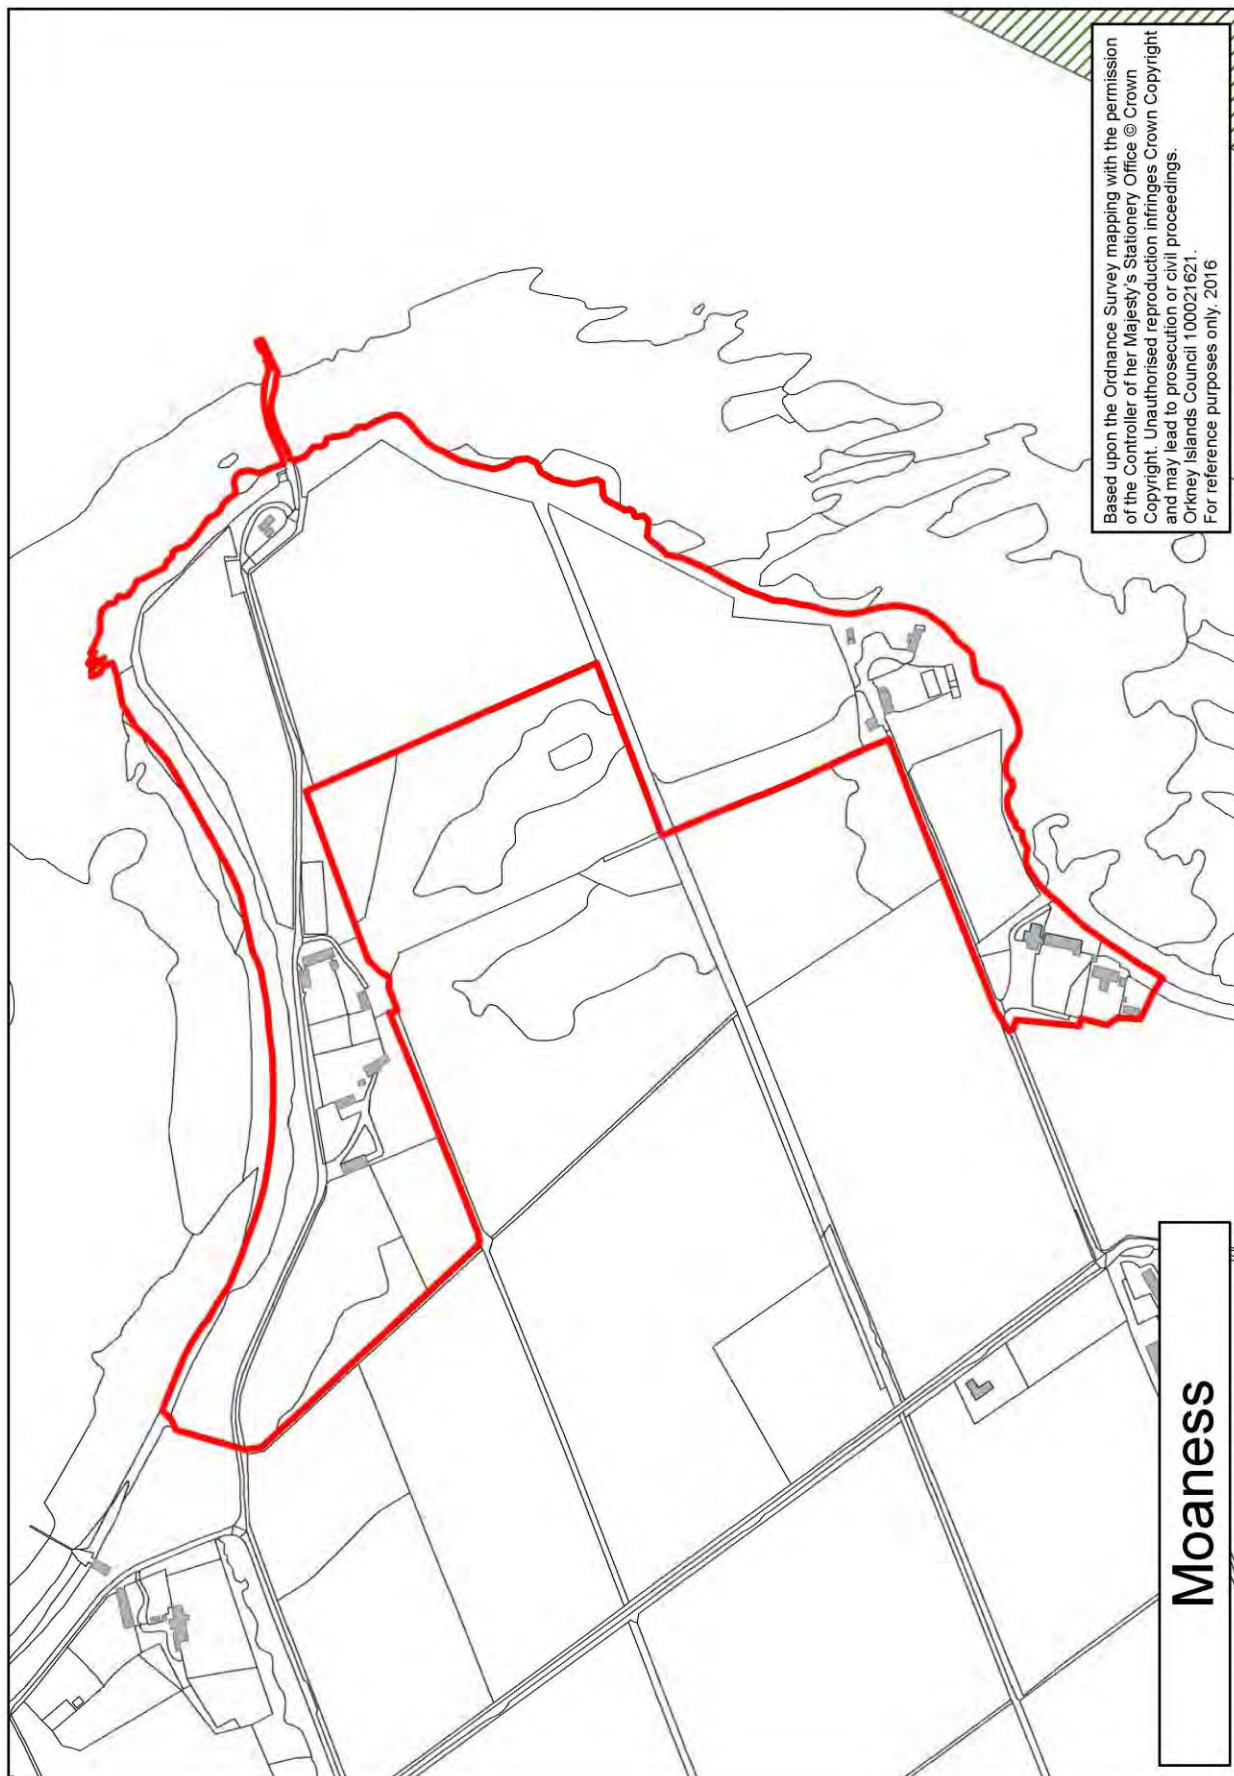 Moaness
Based upon the Ordnance Survey mapping with the permission
of the Controller of her Majesty's Stationery Office © Crown
Copyright. Unauthorised reproduction infringes Crown Copyright
and may lead to prosecution or civil proceedings.
Orkney Islands Council 100021621.
For reference purposes only. 2016